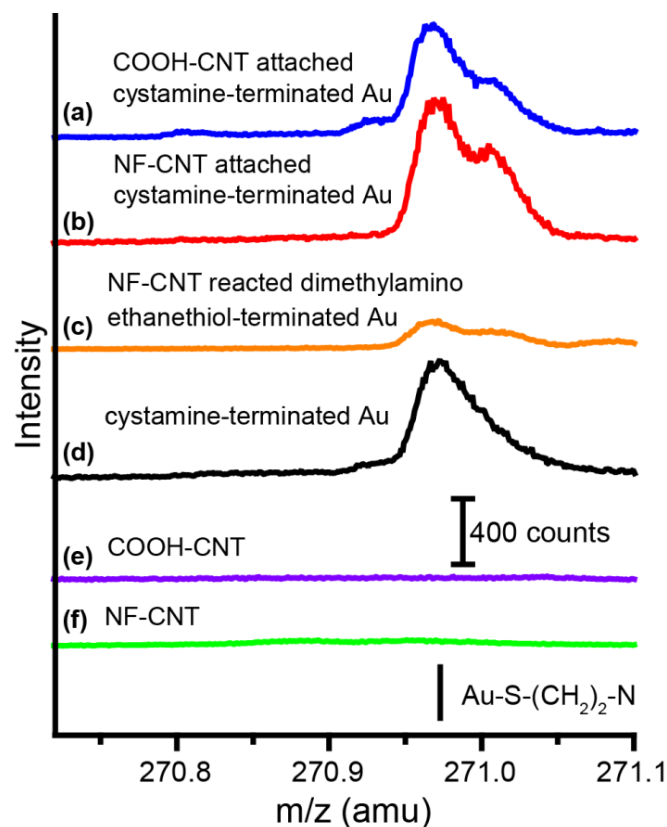 COOH-CNT attached
(a) cystamine-terminated Au
NF-CNT attached
cystamine-terminated Au
(b)
NF-CNT reacted dimethylamino
(c) ethanethiol-terminated Au
cystamine-terminated Au
(d)
400 counts
(e) COOH-CNT
(f) NF-CNT
Au-S-(CH₂)₂-N
Intensity
270.8 270.9 271.0 271.1
m/z (amu)